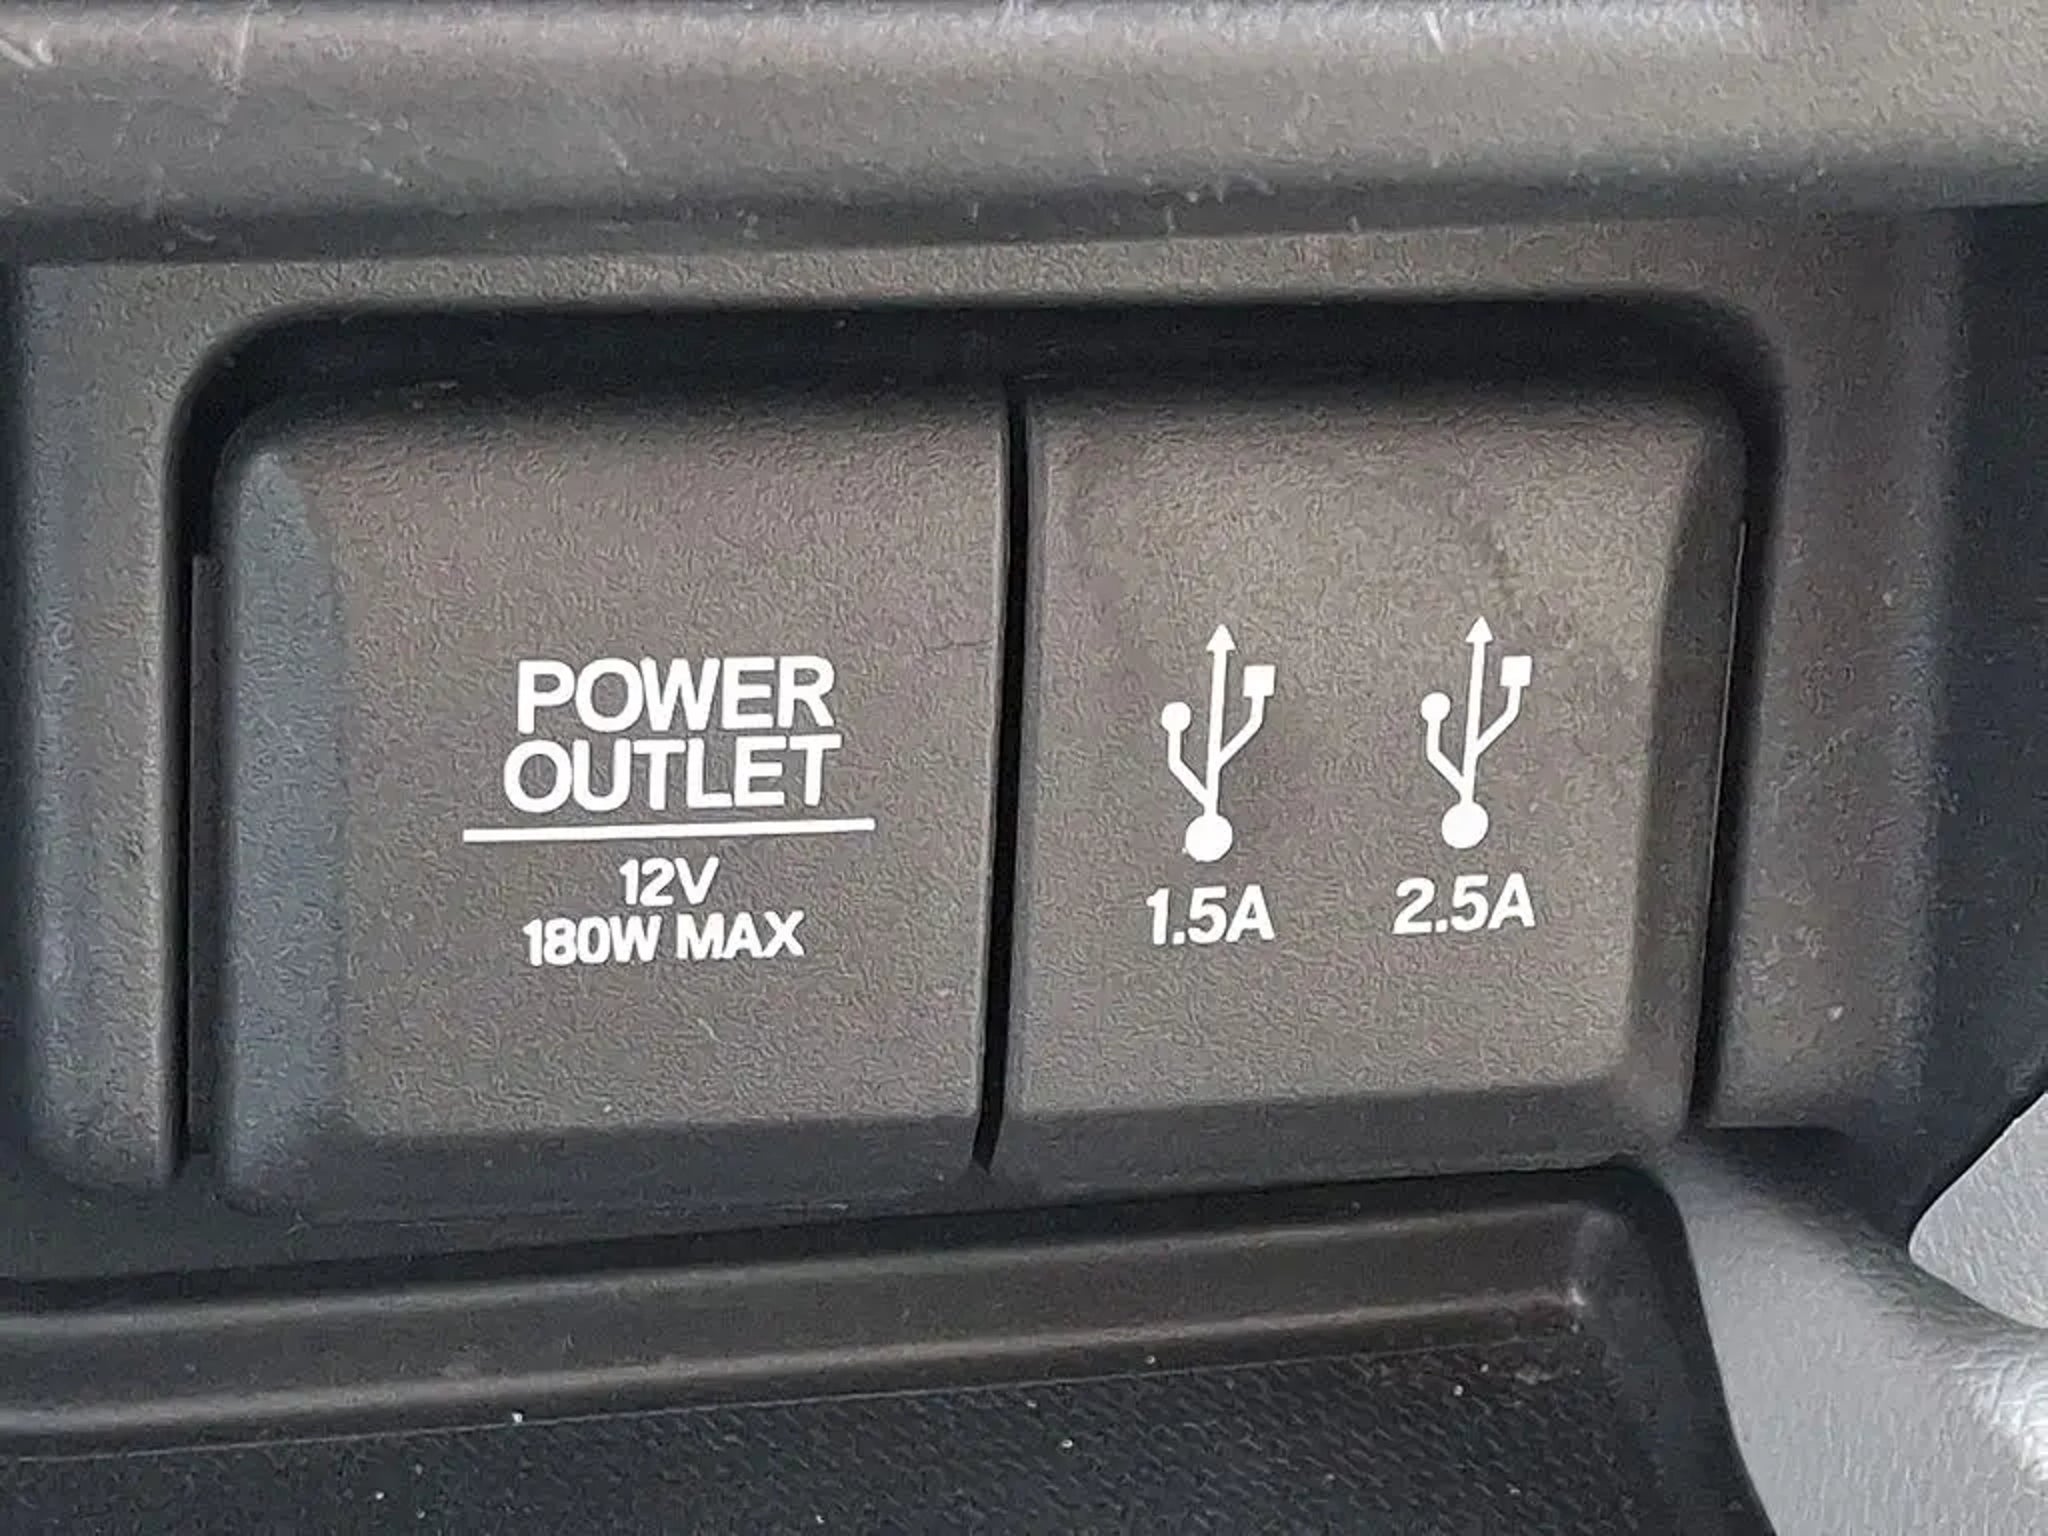 POWER
OUTLET
12V
180W MAX
1.5A 2.5A